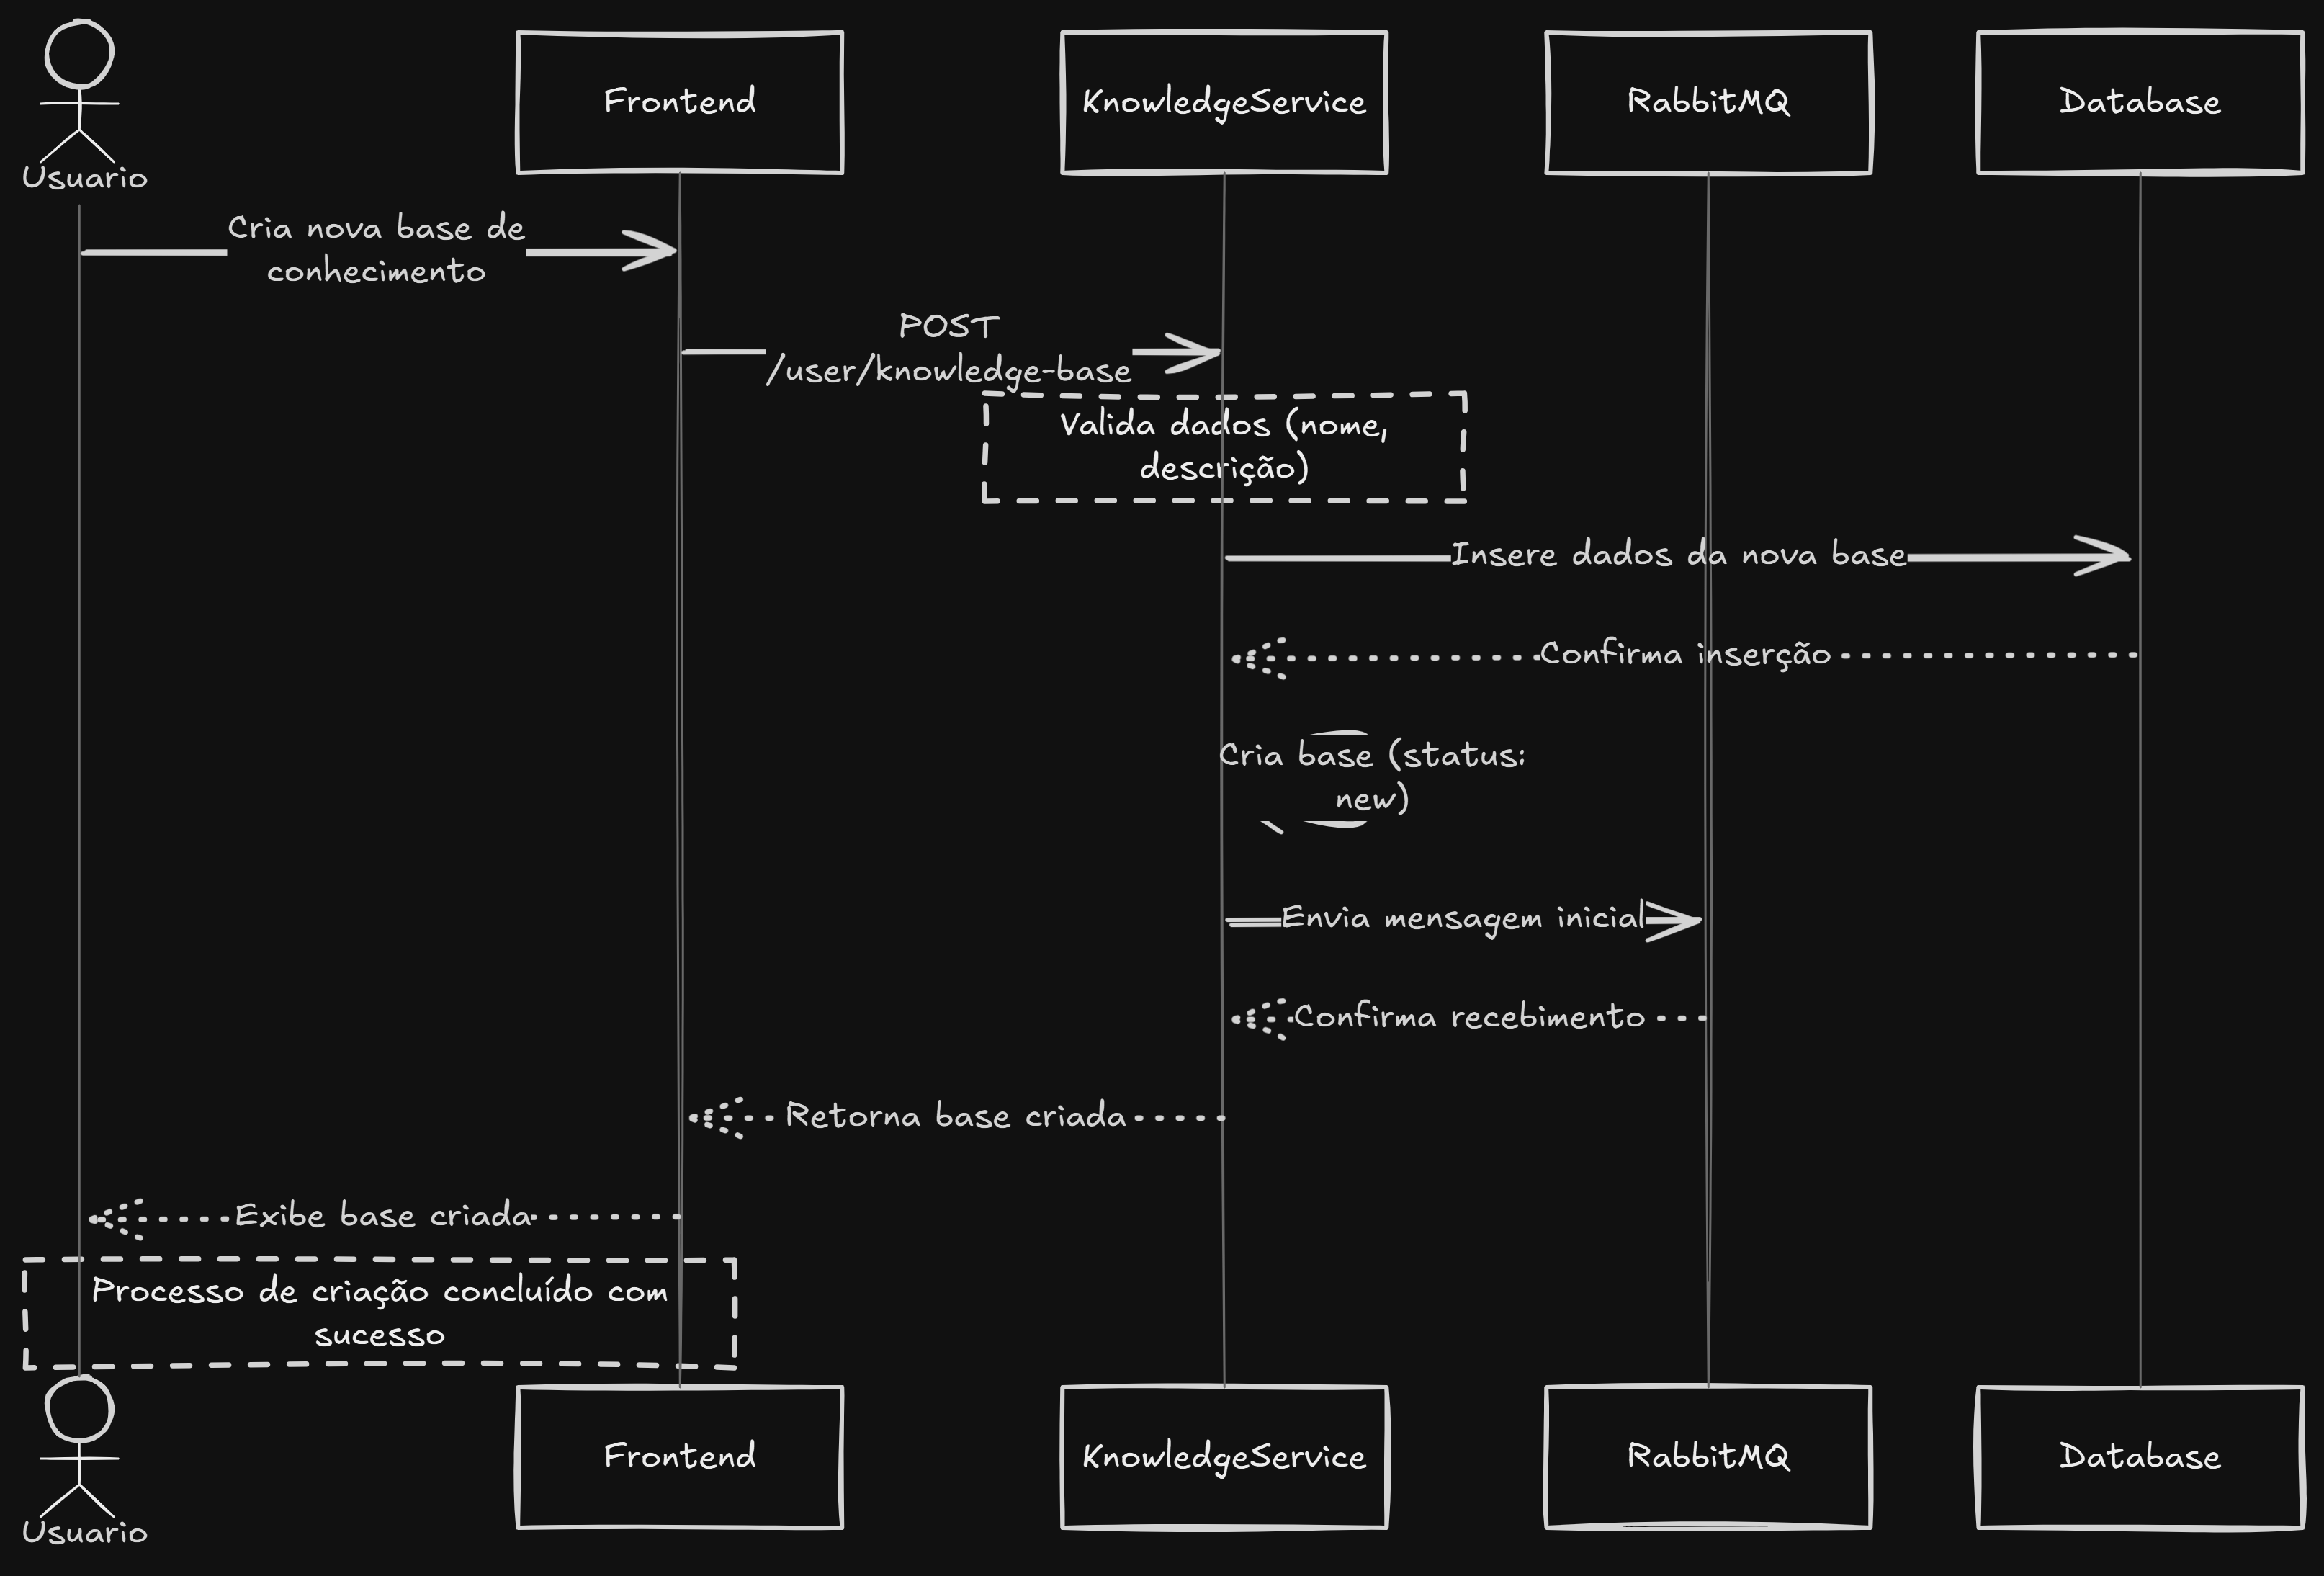 Frontend
KnowledgeService
RabbitMQ
Database
Usuario
Cria nova base de
conhecimento
POST
/user/knowledge-base
Valida dados (nome,
descrição)
Insere dados da nova base
Confirma inserção
Cria base (status:
new)
Envia mensagem inicial
Confirma recebimento
Retorna base criada
Exibe base criada
Processo de criação concluído com
sucesso
Frontend
KnowledgeService
RabbitMQ
Database
Usuario